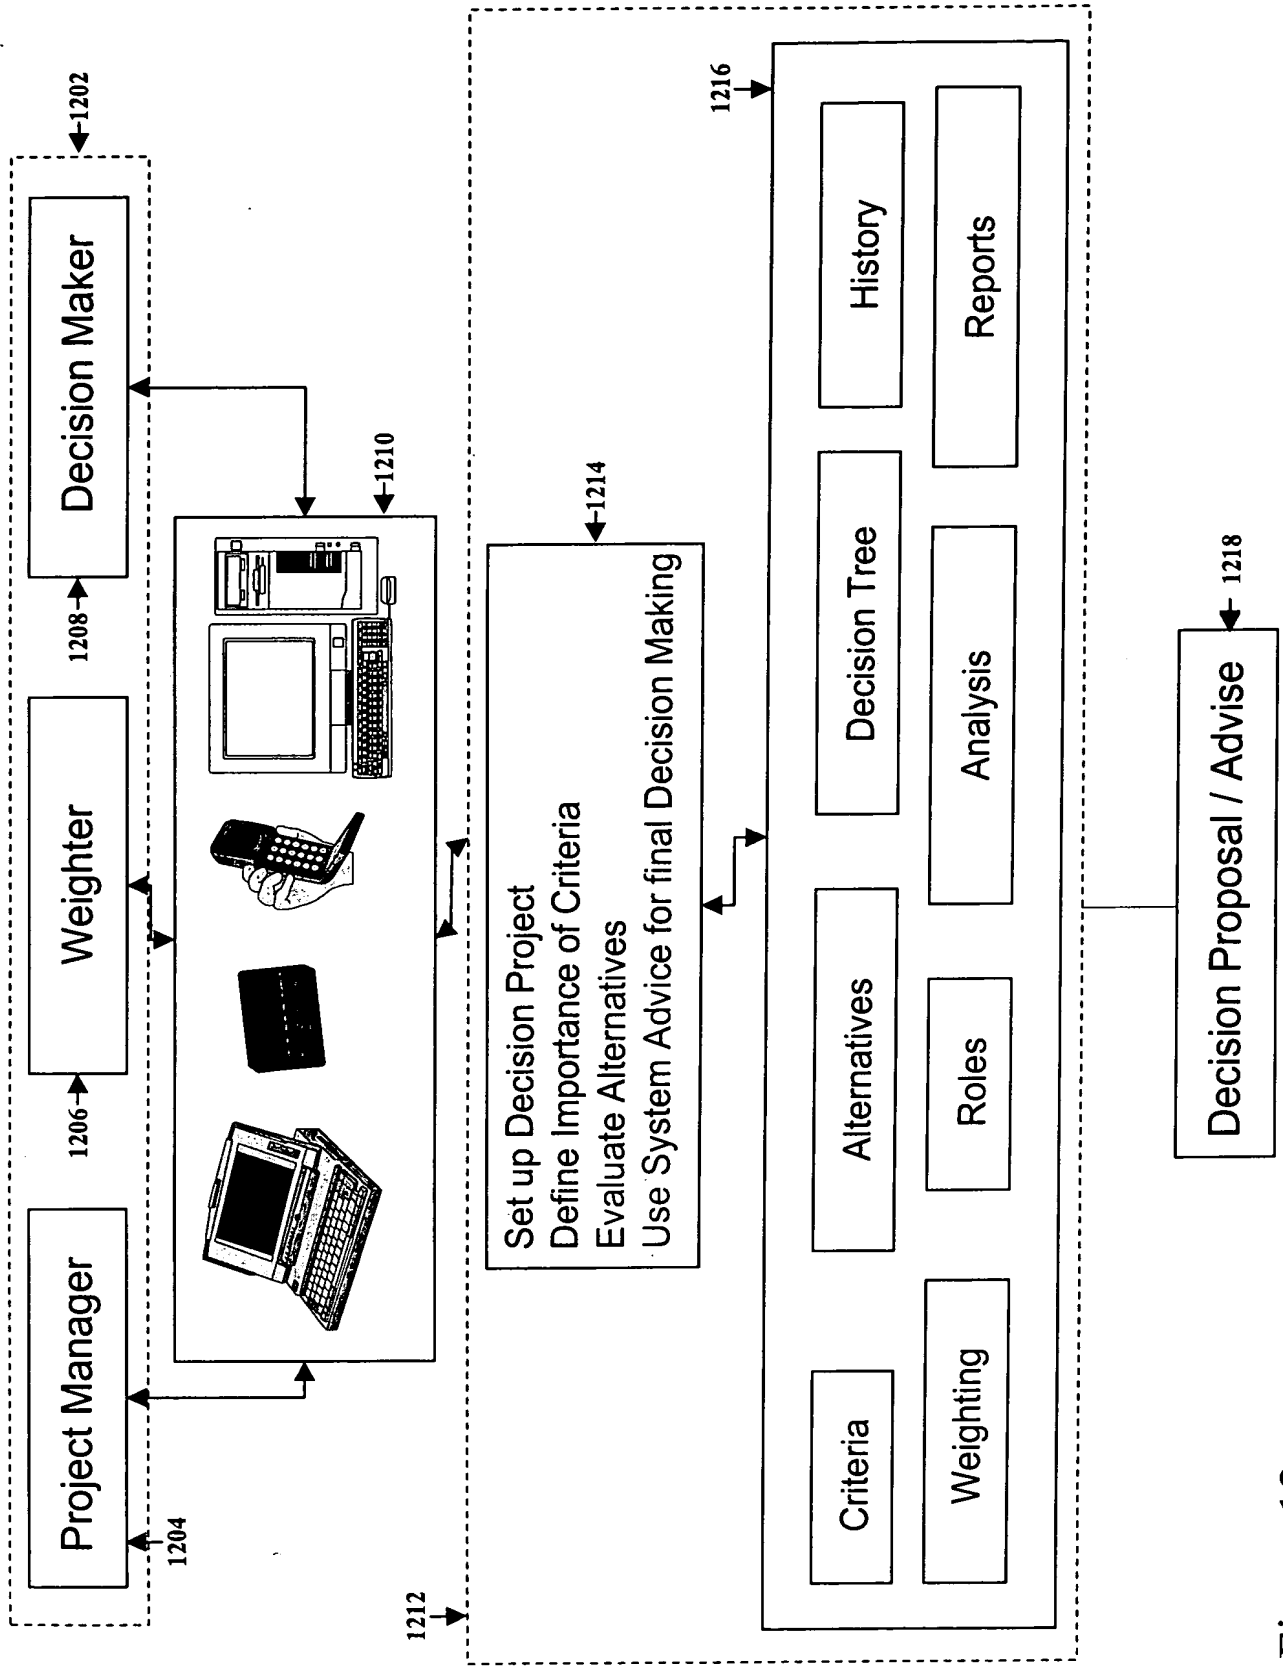 1202
Project Manager
Weighter
Decision Maker
1204
1206
1208
1210
1212
Set up Decision Project
Define Importance of Criteria
Evaluate Alternatives
Use System Advice for final Decision Making
1214
1216
Criteria
Alternatives
Decision Tree
History
Weighting
Roles
Analysis
Reports
Decision Proposal / Advise
1218